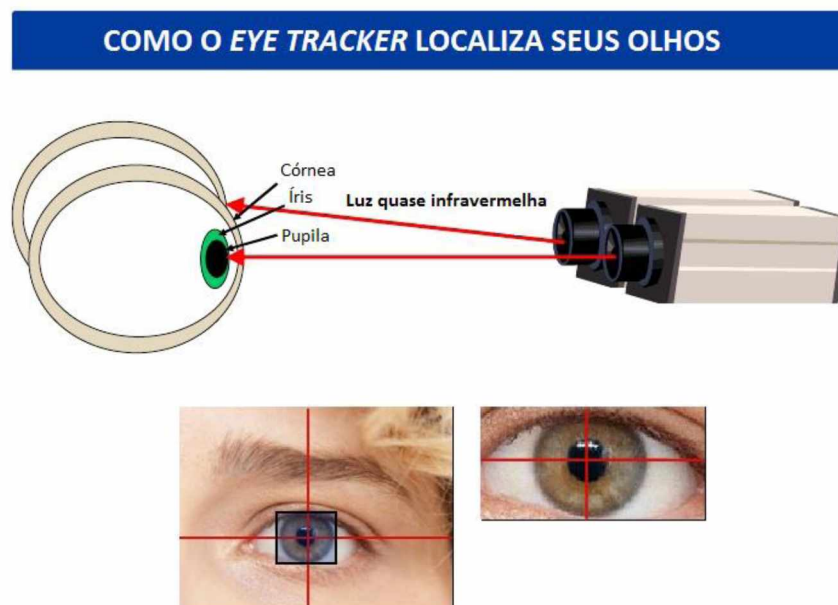 COMO O EYE TRACKER LOCALIZA SEUS OLHOS
Córnea
Íris
Luz quase infravermelha
Pupila